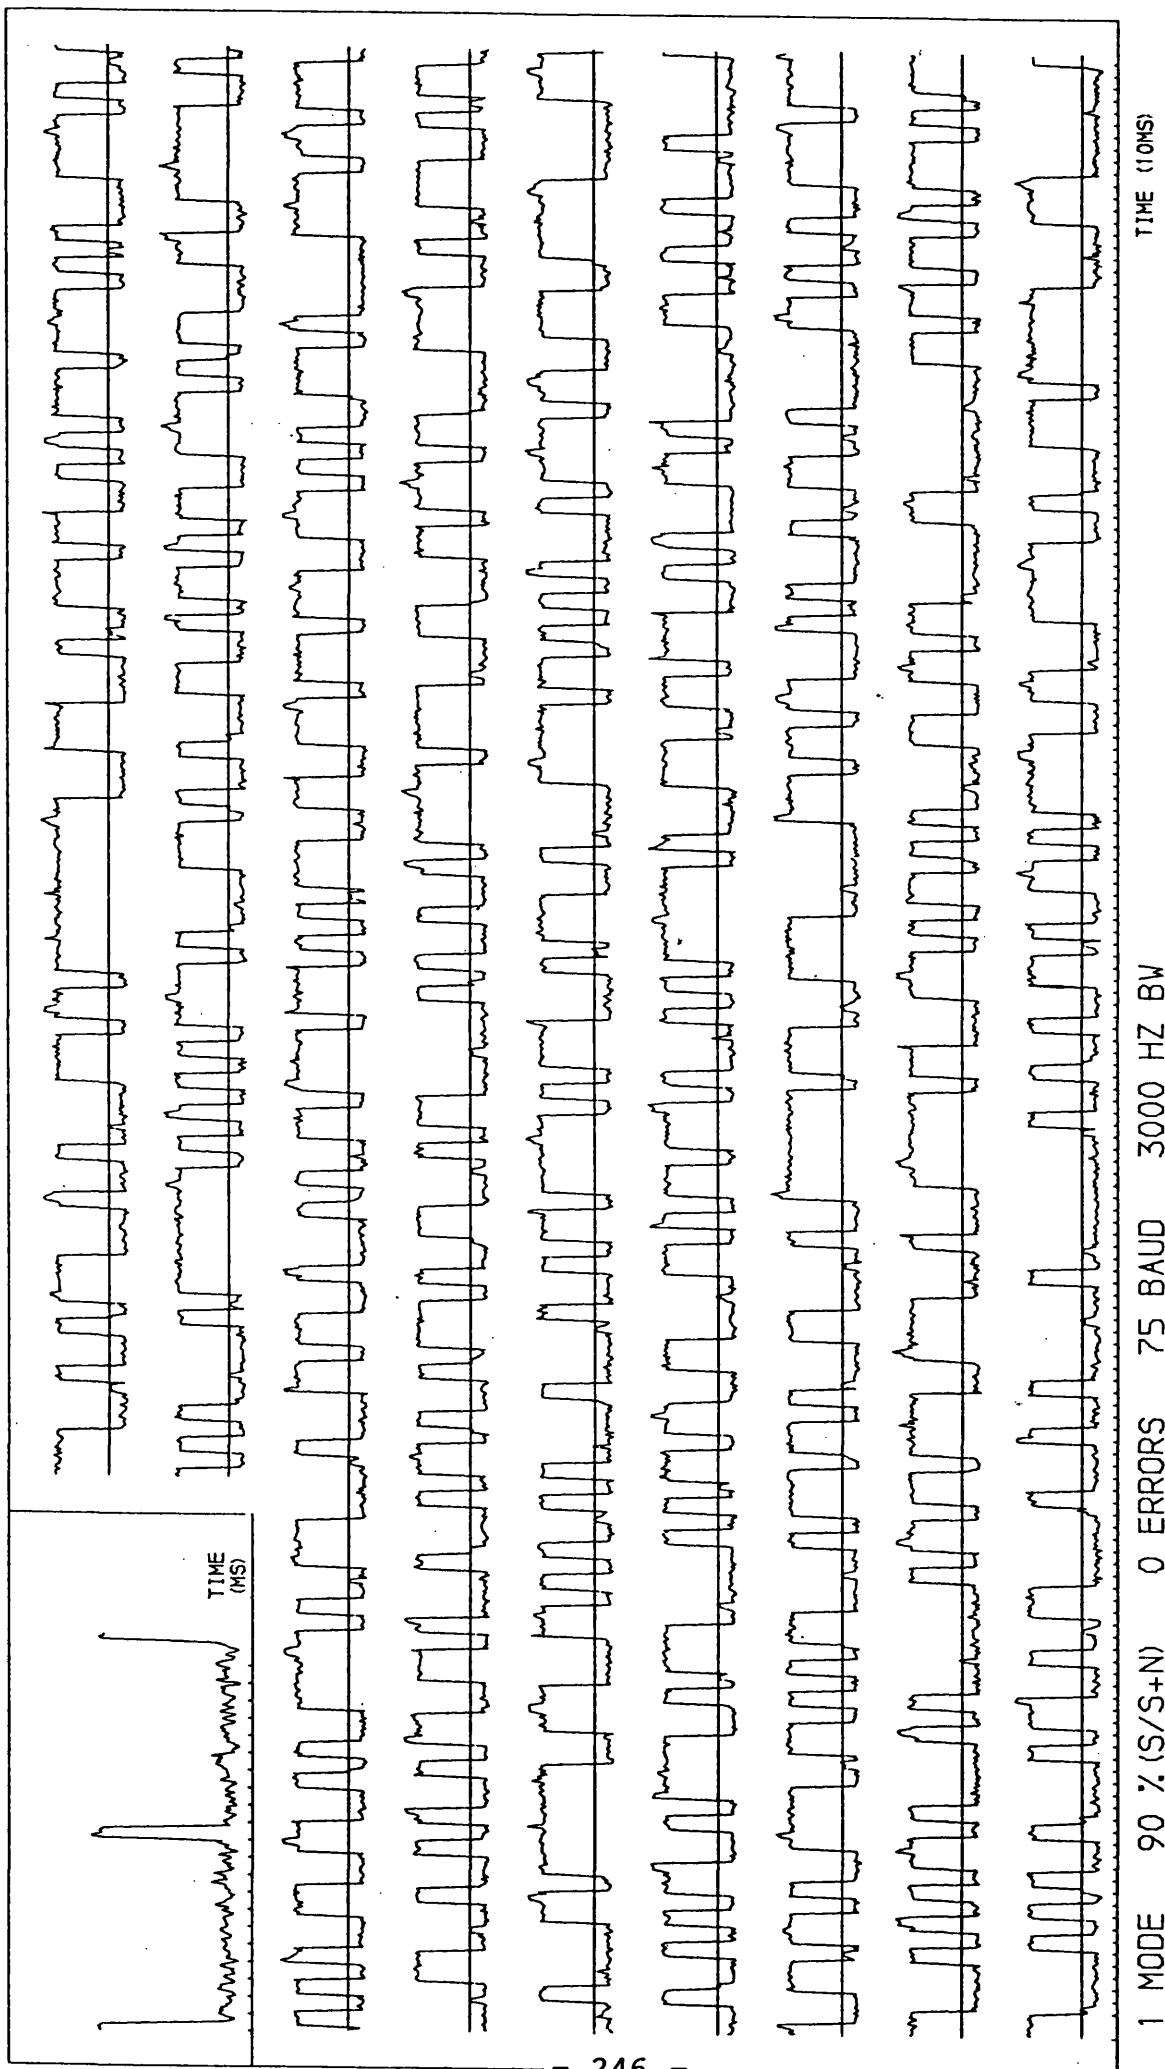 TIME
(MS)
TIME (10MS)
1 MODE 90 % (S/S+N) 0 ERRORS 75 BAUD 3000 HZ BW
- 246 -